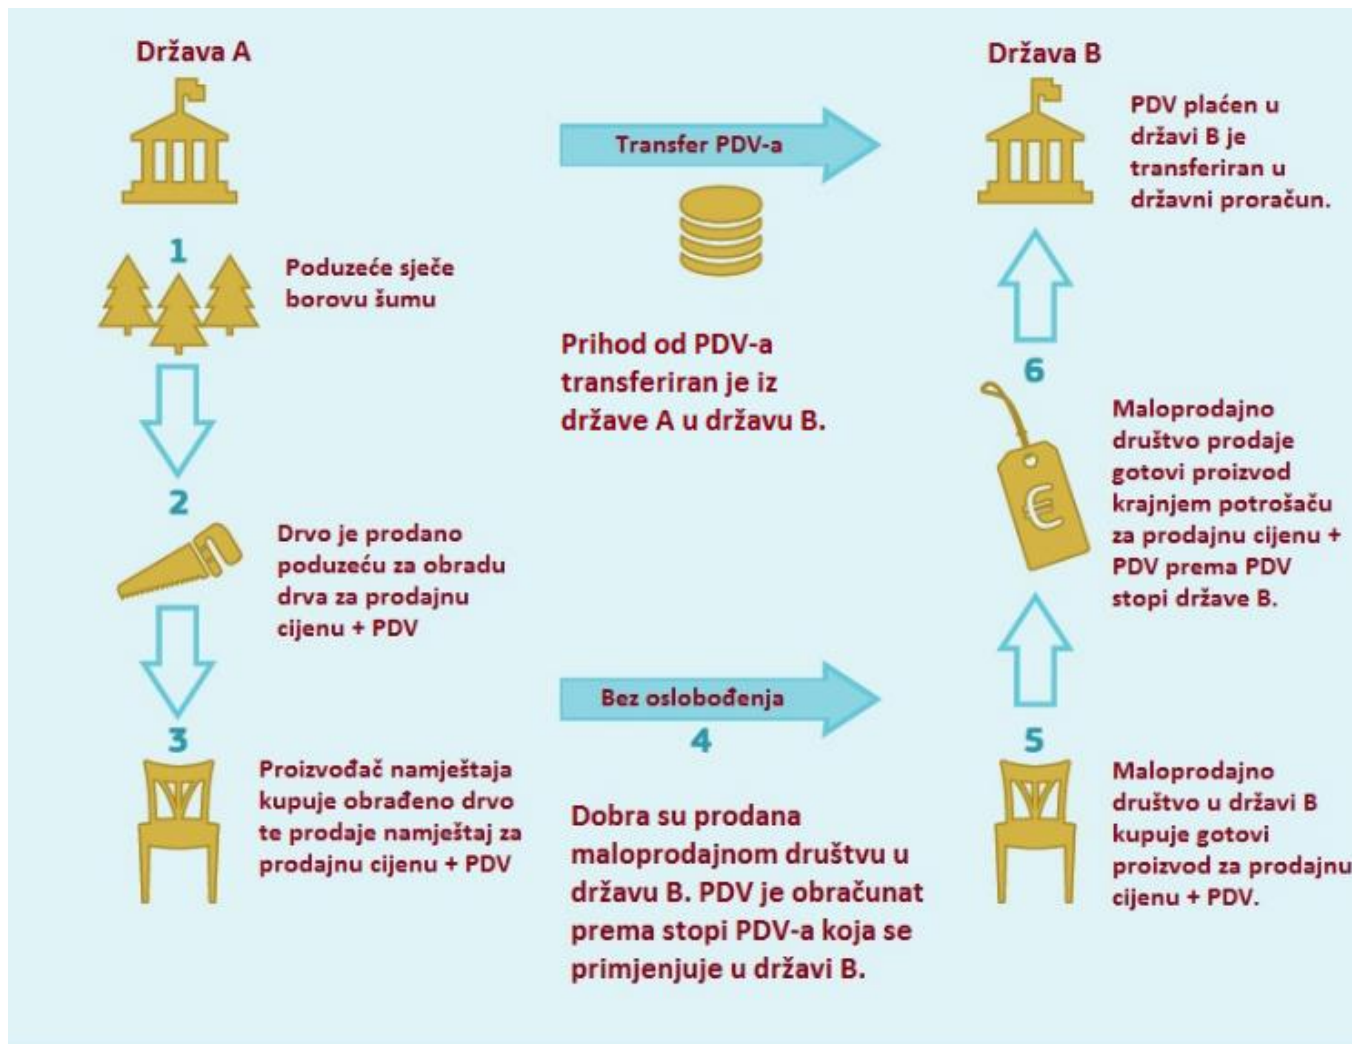 Država A
1
Poduzeće sječe
borovu šumu
2
Drvo je prodano
poduzeću za obradu
drva za prodajnu
cijenu + PDV
3
Proizvođač namještaja
kupuje obrađeno drvo
te prodaje namještaj za
prodajnu cijenu + PDV
Transfer PDV-a
Prihod od PDV-a
transferiran je iz
države A u državu B.
Bez oslobođenja
4
Dobra su prodana
maloprodajnom društvu u
državu B. PDV je obračunat
prema stopi PDV-a koja se
primjenjuje u državi B.
Država B
PDV plaćen u
državi B je
transferiran u
državni proračun.
6
€
Maloprodajno
društvo prodaje
gotovi proizvod
krajnjem potrošaču
za prodajnu cijenu +
PDV prema PDV
stopi države B.
5
Maloprodajno
društvo u državi B
kupuje gotovi
proizvod za prodajnu
cijenu + PDV.